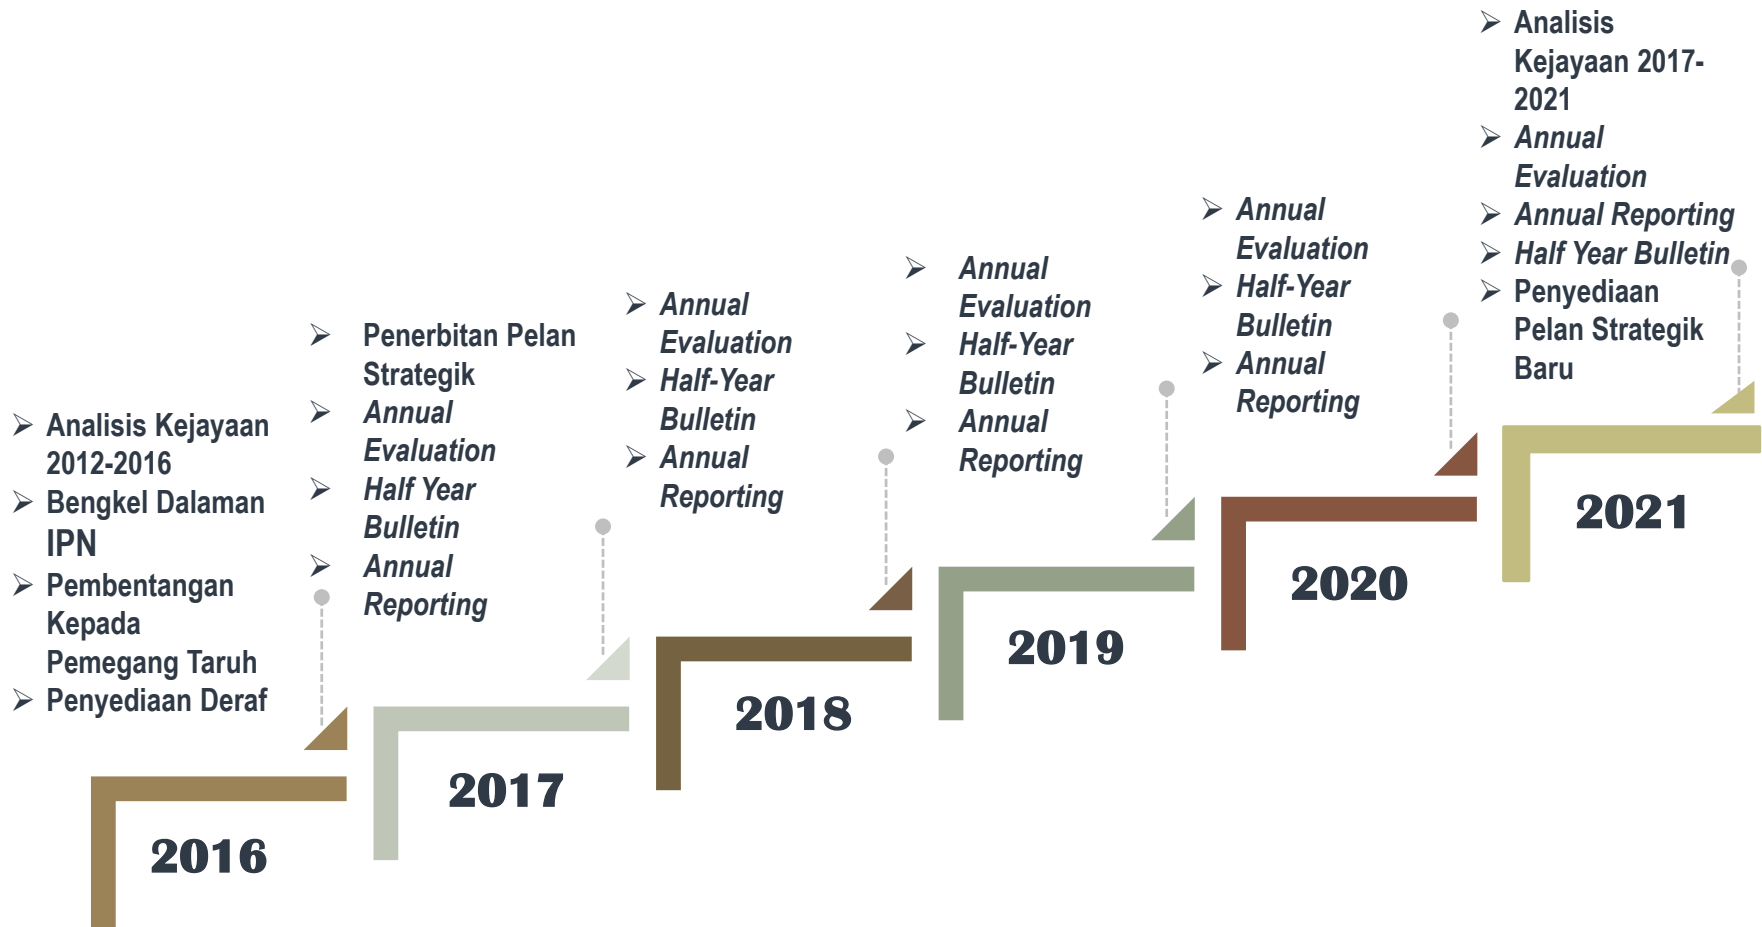 ➢ Analisis Kejayaan
2012-2016
➢ Bengkel Dalaman
IPN
➢ Pembentangan
Kepada
Pemegang Taruh
➢ Penyediaan Deraf
2016
➢ Penerbitan Pelan
Strategik
➢ Annual
Evaluation
➢ Half Year
Bulletin
➢ Annual
Reporting
2017
➢ Annual
Evaluation
➢ Half-Year
Bulletin
➢ Annual
Reporting
2018
➢ Annual
Evaluation
➢ Half-Year
Bulletin
➢ Annual
Reporting
2019
➢ Annual
Evaluation
➢ Half-Year
Bulletin
➢ Annual
Reporting
2020
➢ Analisis
Kejayaan 2017-
2021
➢ Annual
Evaluation
➢ Annual Reporting
➢ Half Year Bulletin
➢ Penyediaan
Pelan Strategik
Baru
2021